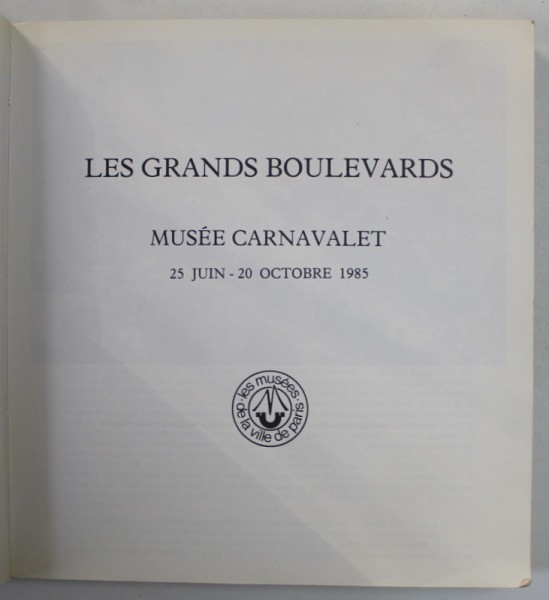 LES GRANDS BOULEVARDS
MUSÉE CARNAVALET
25 JUIN - 20 OCTOBRE 1985
les musées
de la ville de paris